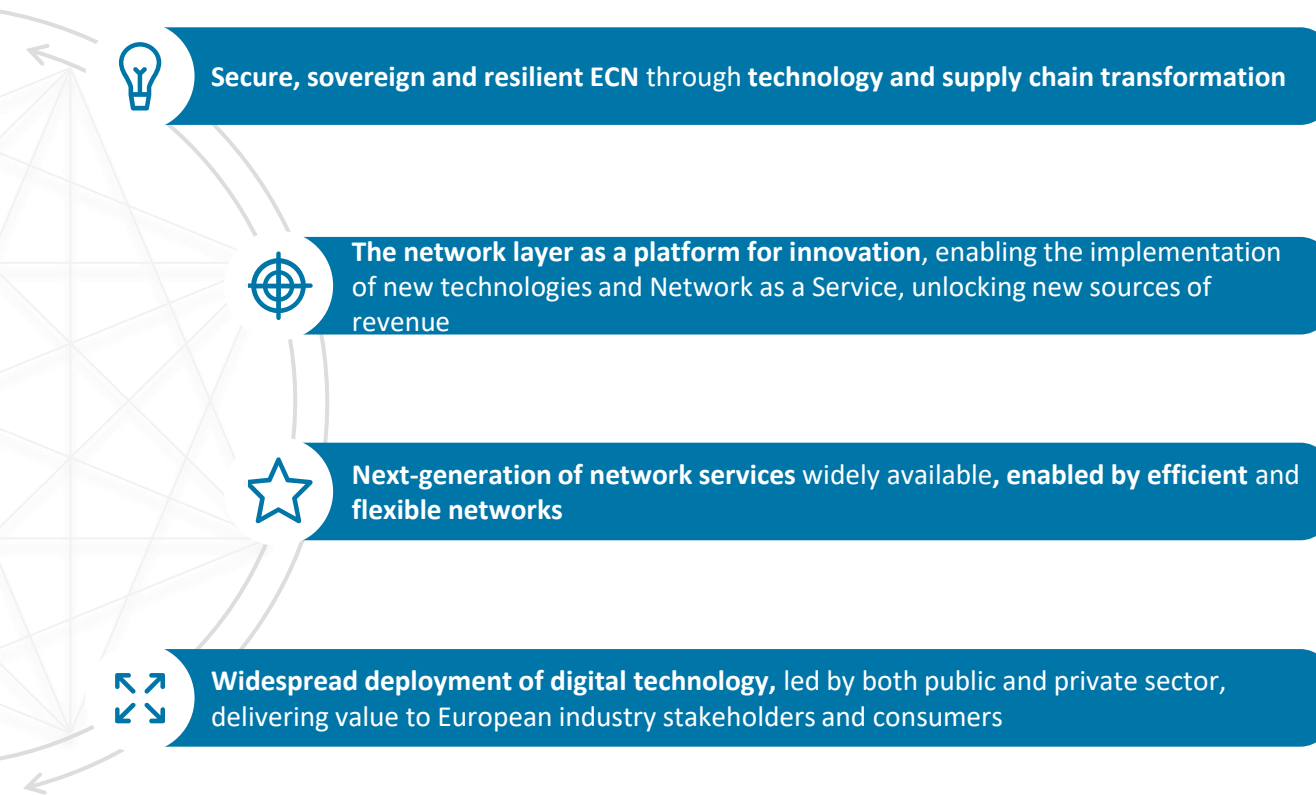 Secure, sovereign and resilient ECN through technology and supply chain transformation
The network layer as a platform for innovation, enabling the implementation
of new technologies and Network as a Service, unlocking new sources of
revenue
Next-generation of network services widely available, enabled by efficient and
flexible networks
Widespread deployment of digital technology, led by both public and private sector,
delivering value to European industry stakeholders and consumers